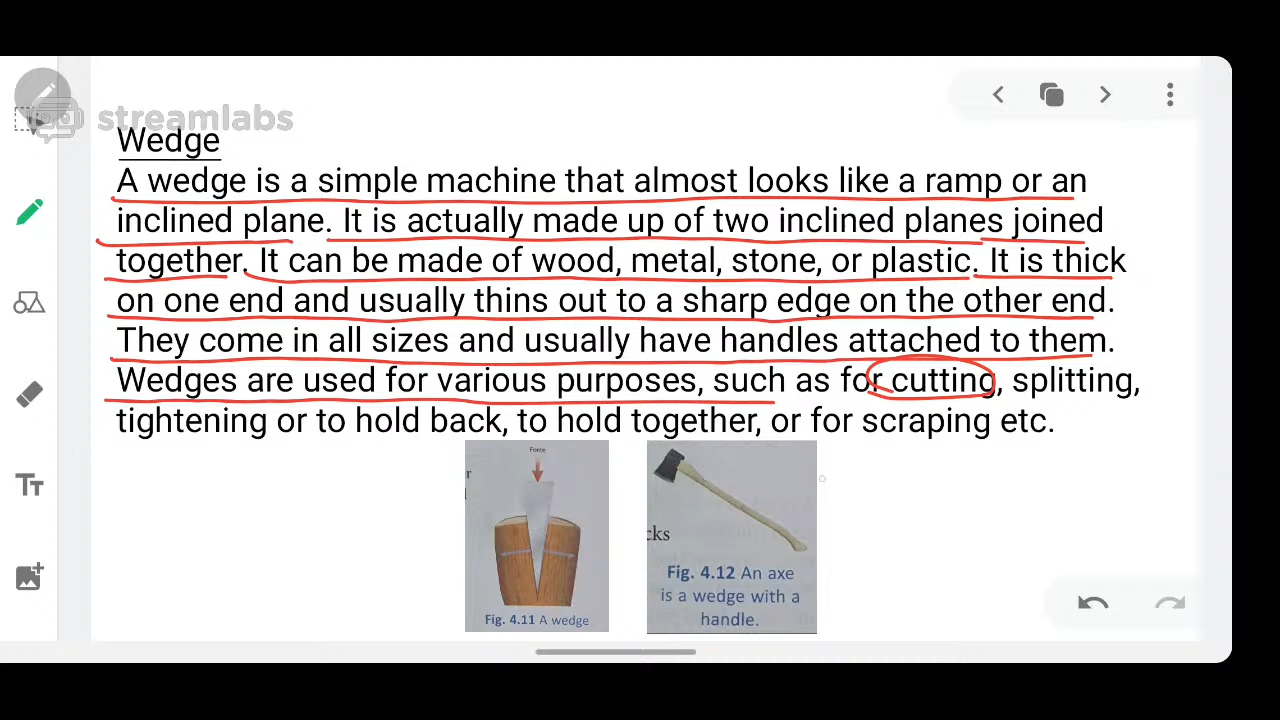 streamlabs
Wedge
A wedge is a simple machine that almost looks like a ramp or an
inclined plane. It is actually made up of two inclined planes joined
together. It can be made of wood, metal, stone, or plastic. It is thick
on one end and usually thins out to a sharp edge on the other end.
They come in all sizes and usually have handles attached to them.
Wedges are used for various purposes, such as for cutting, splitting,
tightening or to hold back, to hold together, or for scraping etc.
Force
Fig. 4.11 A wedge
cks
Fig. 4.12 An axe
is a wedge with a
handle.
TT